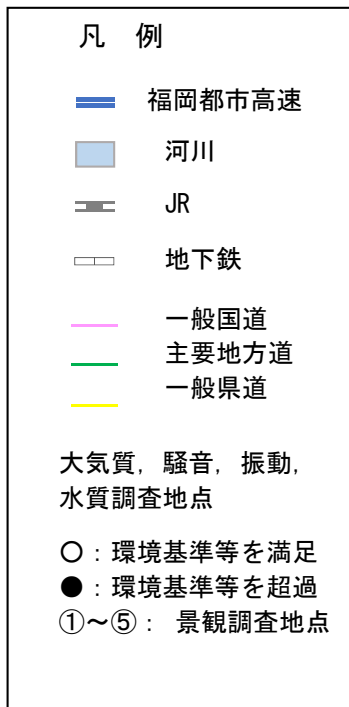 凡　例
福岡都市高速
河川
JR
地下鉄
一般国道
主要地方道
一般県道
大気質，騒音，振動，
水質調査地点
○：環境基準等を満足
●：環境基準等を超過
①～⑤：　景観調査地点